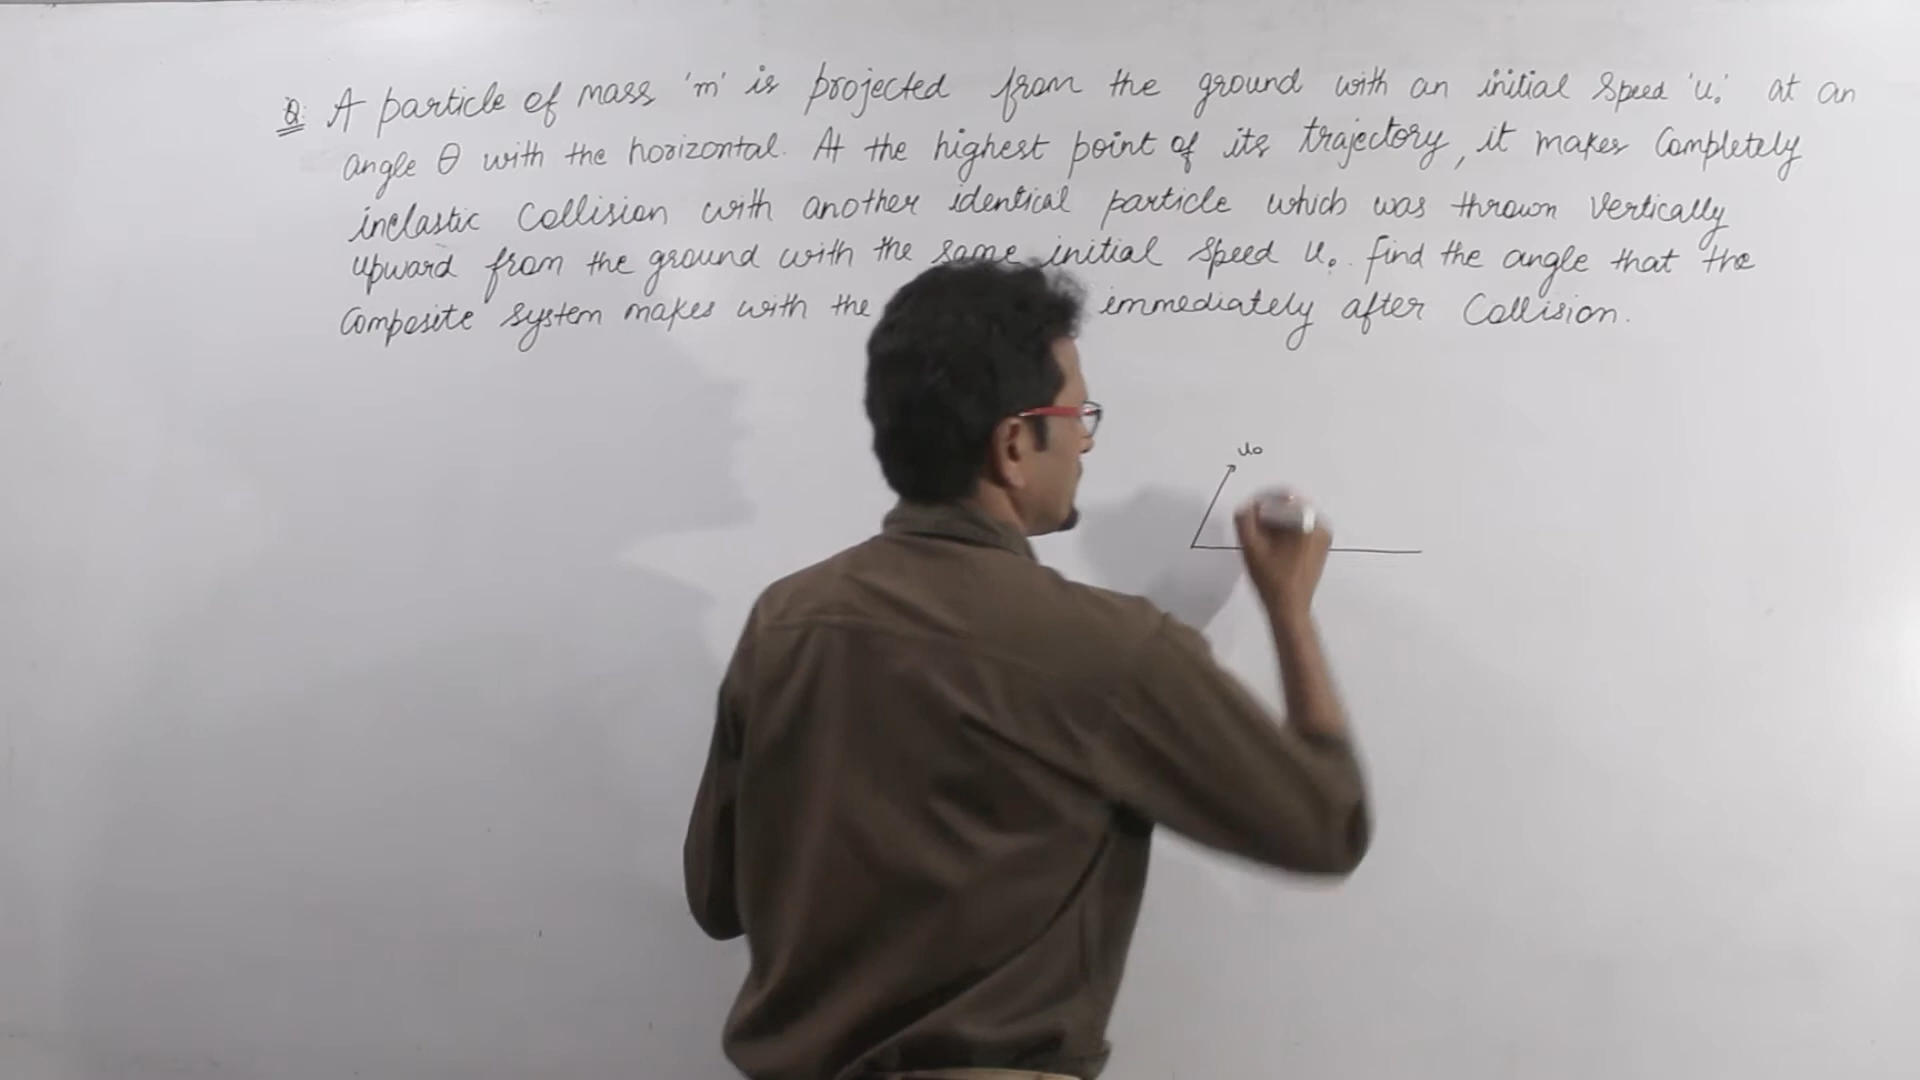 Q: A particle of mass 'm' is projected from the ground with an initial speed 'u₀' at an
angle θ with the horizontal. At the highest point of its trajectory, it makes completely
inelastic collision with another identical particle which was thrown vertically
upward from the ground with the same initial speed u₀. find the angle that the
composite system makes with the immediately after collision.
u₀